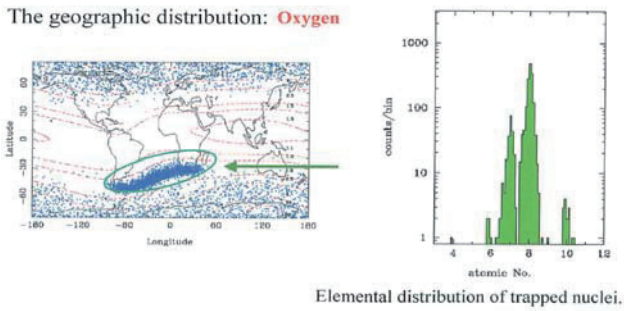 The geographic distribution: Oxygen
Latitude
60
30
0
-30
-60
-180 -120 -60 0 60 120 180
Longitude
counts/bin
1000
100
10
1
4 6 8 10 12
atomic No.
Elemental distribution of trapped nuclei.